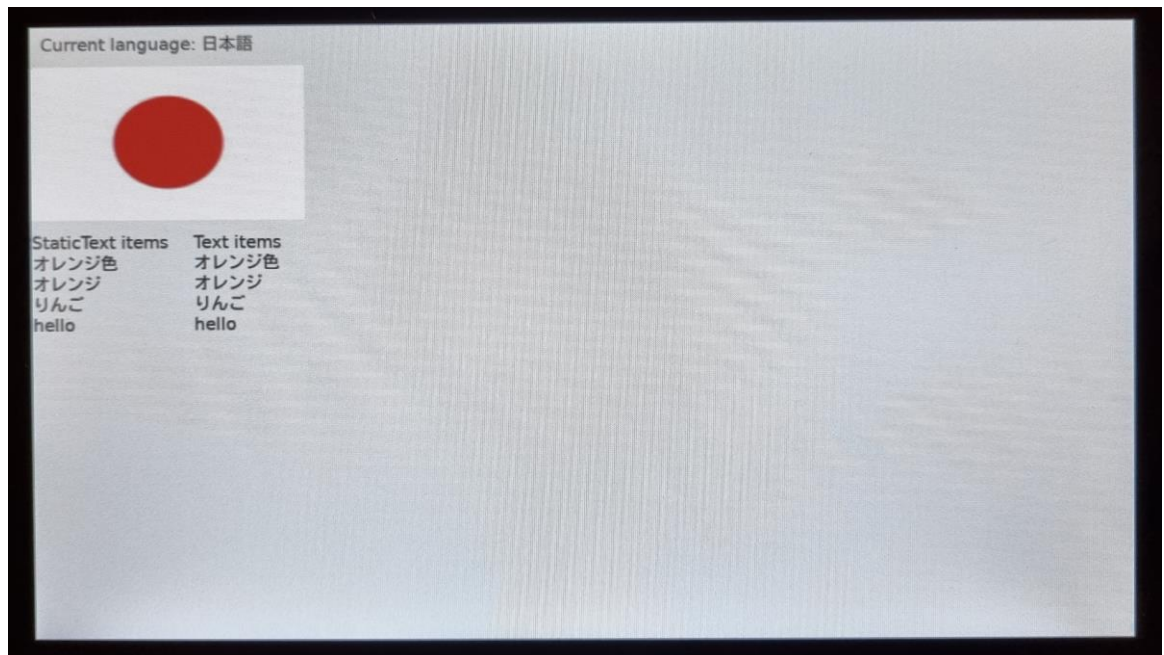 Current language: 日本語
StaticText items
オレンジ色
オレンジ
りんご
hello
Text items
オレンジ色
オレンジ
りんご
hello